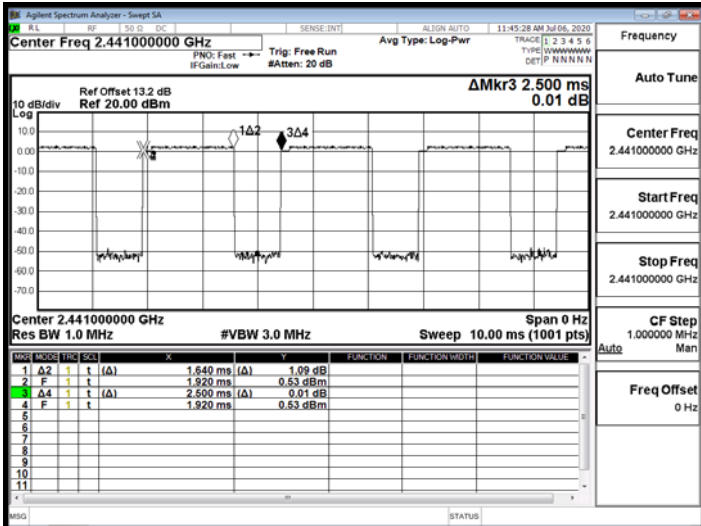 Agilent Spectrum Analyzer - Swept SA
RL RF 50 Ω DC SENSE:INT ALIGN AUTO 11:45:28 AM Jul 06, 2020
Center Freq 2.441000000 GHz
PNO: Fast
IFGain:Low
Trig: Free Run
#Atten: 20 dB
Avg Type: Log-Pwr
TRACE 1 2 3 4 5 6
TYPE WWWWWW
DET P N N N N N
ΔMkr3 2.500 ms
0.01 dB
Ref Offset 13.2 dB
10 dB/div Ref 20.00 dBm
Log
10.0
0.00
-10.0
-20.0
-30.0
-40.0
-50.0
-60.0
-70.0
1Δ2
3Δ4
Center 2.441000000 GHz Span 0 Hz
Res BW 1.0 MHz #VBW 3.0 MHz Sweep 10.00 ms (1001 pts)
MKR MODE TRC SCL X Y FUNCTION FUNCTION WIDTH FUNCTION VALUE
1 Δ2 1 t (Δ) 1.640 ms (Δ) 1.09 dB
2 F 1 t 1.920 ms 0.53 dBm
3 Δ4 1 t (Δ) 2.500 ms (Δ) 0.01 dB
4 F 1 t 1.920 ms 0.53 dBm
5
6
7
8
9
10
11
MSG STATUS
Frequency
Auto Tune
Center Freq
2.441000000 GHz
Start Freq
2.441000000 GHz
Stop Freq
2.441000000 GHz
CF Step
1.000000 MHz
Auto Man
Freq Offset
0 Hz